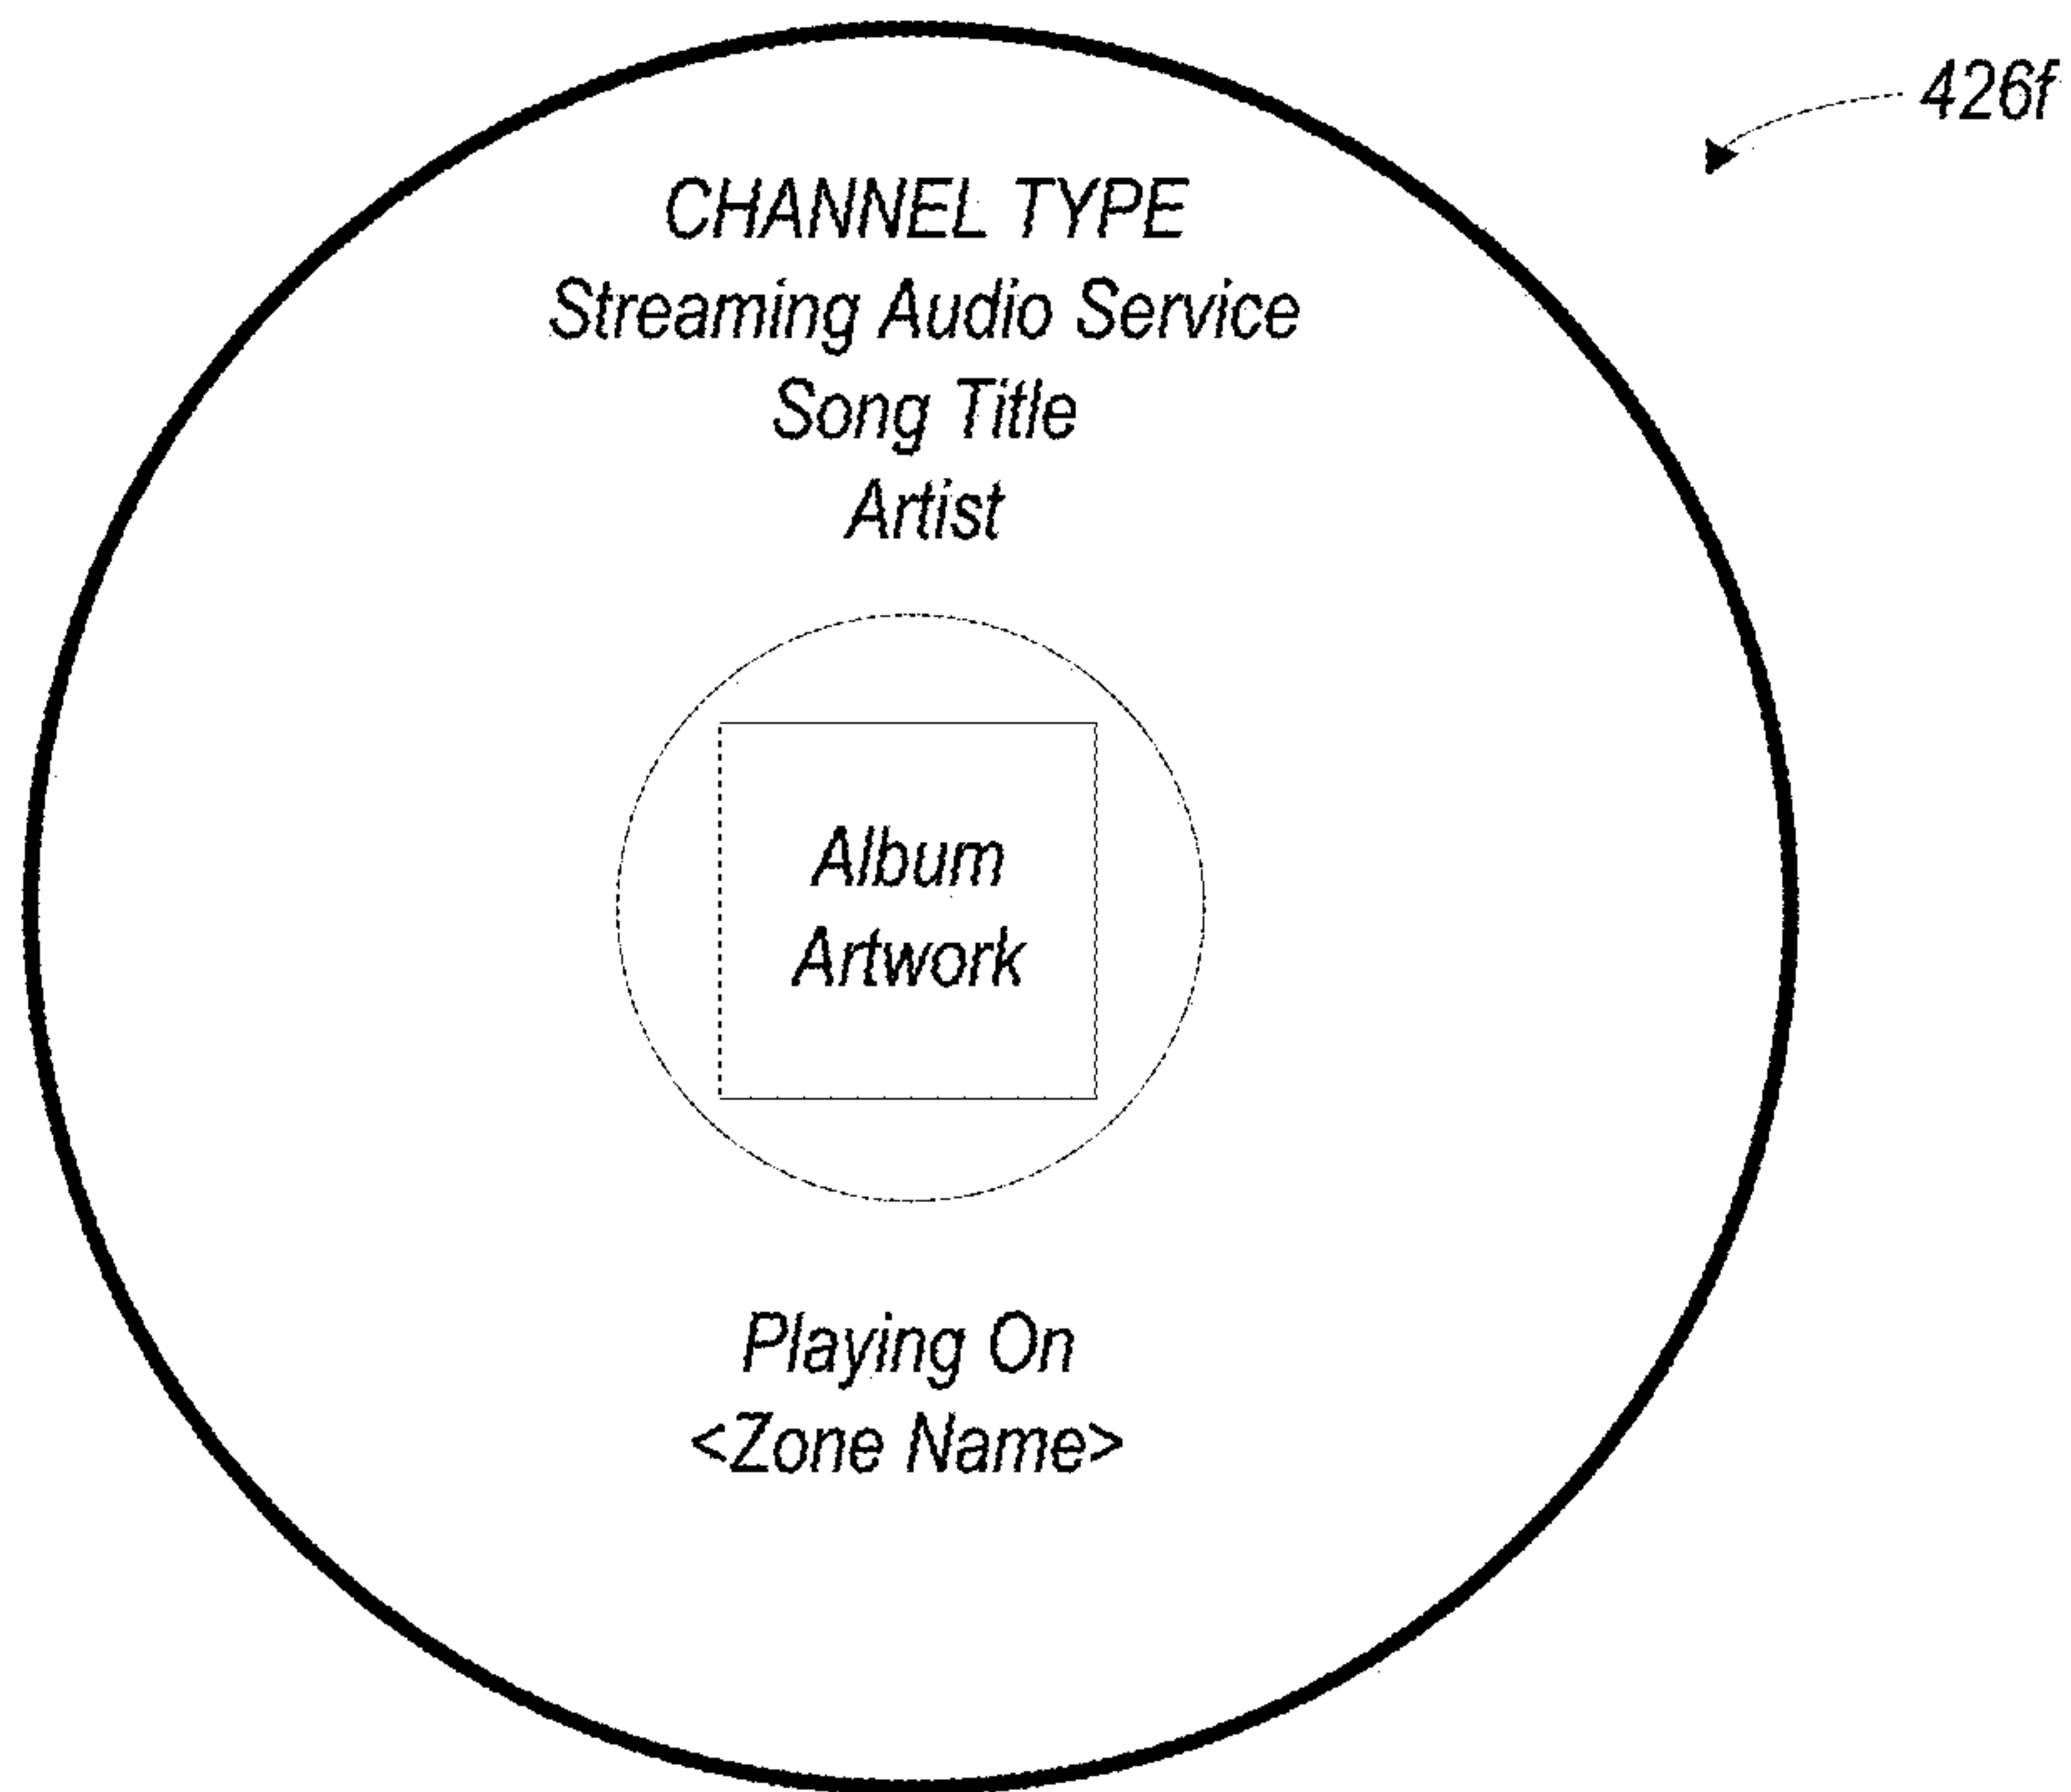 426f
CHANNEL TYPE
Streaming Audio Service
Song Title
Artist
Album
Artwork
Playing On
<Zone Name>